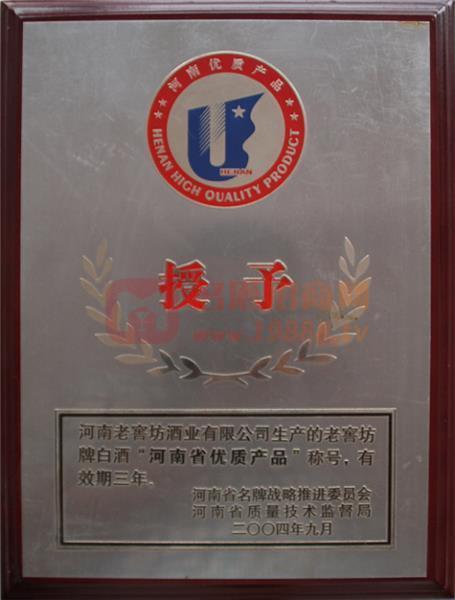 河南优质产品
HENAN
HENAN HIGH QUALITY PRODUCT
授予
河南老窖坊酒业有限公司生产的老窖坊
牌白酒“河南省优质产品”称号，有
效期三年。
河南省名牌战略推进委员会
河南省质量技术监督局
二〇〇四年九月